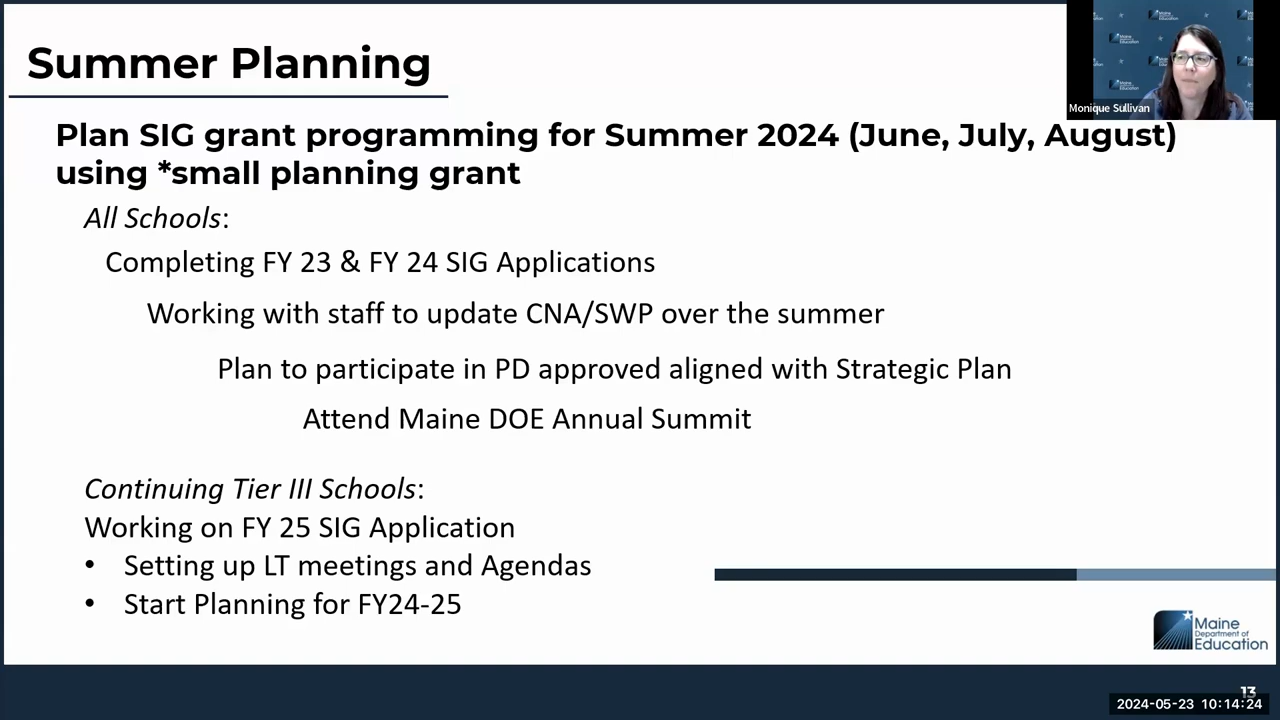 Summer Planning
Monique Sullivan
Plan SIG grant programming for Summer 2024 (June, July, August)
using *small planning grant
All Schools:
Completing FY 23 & FY 24 SIG Applications
Working with staff to update CNA/SWP over the summer
Plan to participate in PD approved aligned with Strategic Plan
Attend Maine DOE Annual Summit
Continuing Tier III Schools:
Working on FY 25 SIG Application
• Setting up LT meetings and Agendas
• Start Planning for FY24-25
Maine
Department of
Education
13
2024-05-23 10:14:24